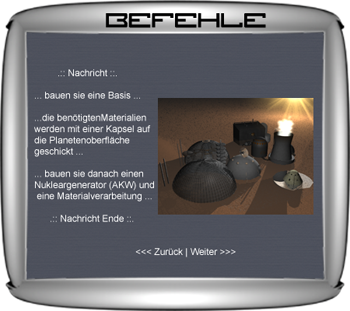 BEFEHLE
.:: Nachricht ::.
... bauen sie eine Basis ...
...die benötigtenMaterialien
werden mit einer Kapsel auf
die Planetenoberfläche
geschickt ...
... bauen sie danach einen
Nukleargenerator (AKW) und
eine Materialverarbeitung ...
.:: Nachricht Ende ::.
<<< Zurück | Weiter >>>